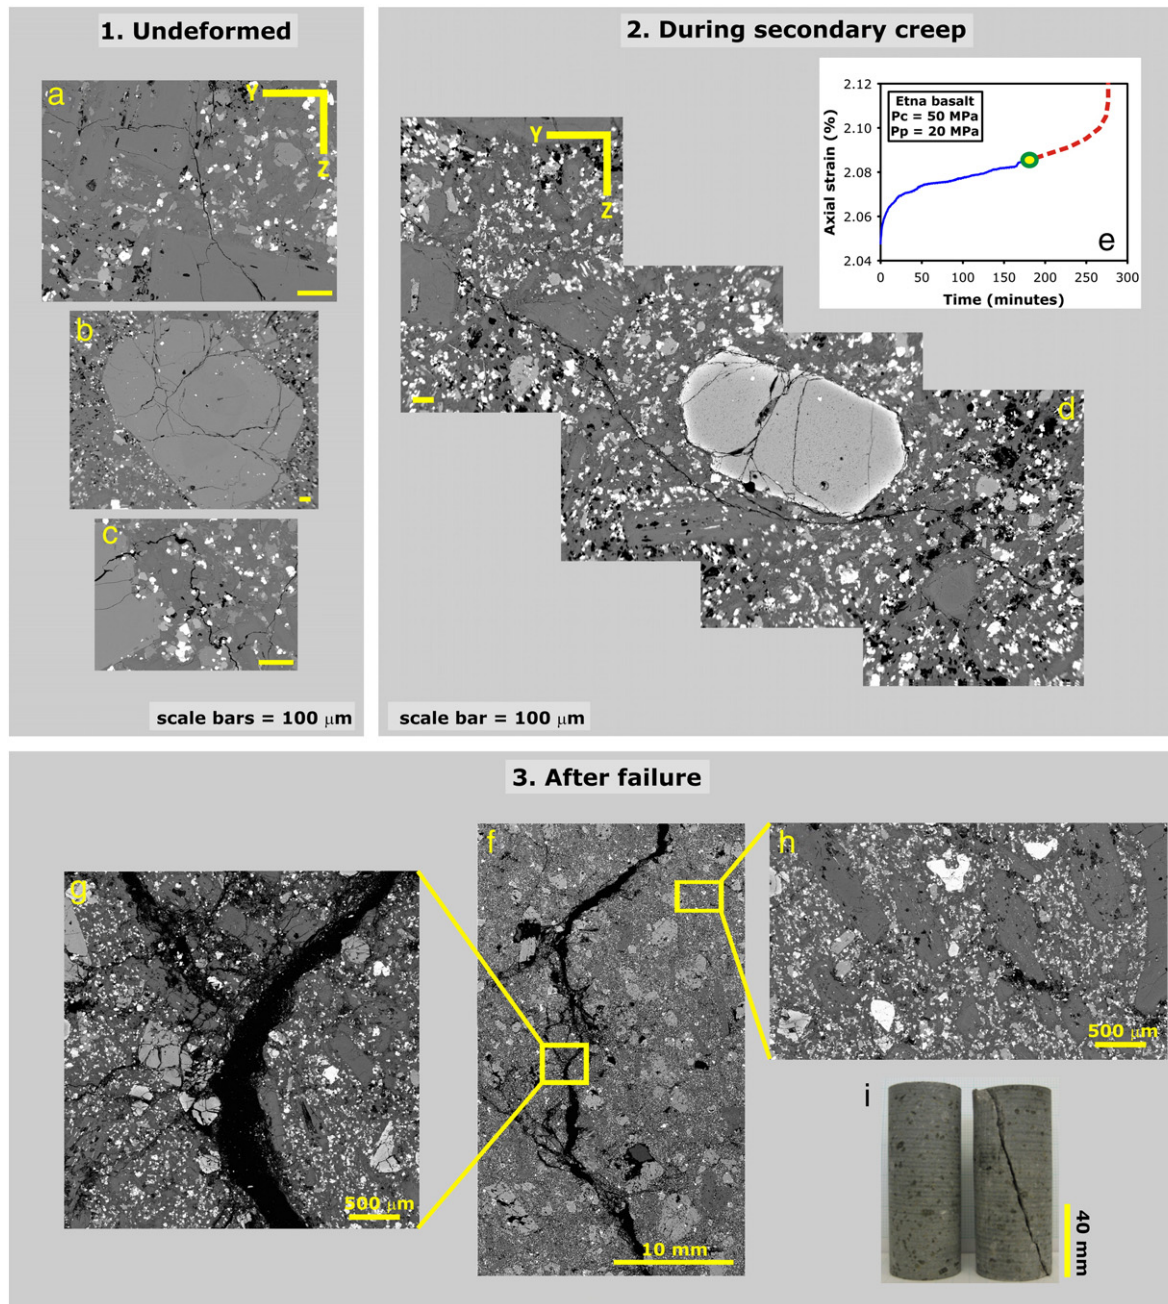 1. Undeformed
a
Y
Z
b
c
scale bars = 100 μm
2. During secondary creep
Y
Z
d
scale bar = 100 μm
2.12
2.10
2.08
2.06
2.04
Axial strain (%)
Etna basalt
Pc = 50 MPa
Pp = 20 MPa
e
0 50 100 150 200 250 300
Time (minutes)
3. After failure
g
500 μm
f
10 mm
h
500 μm
i
40 mm